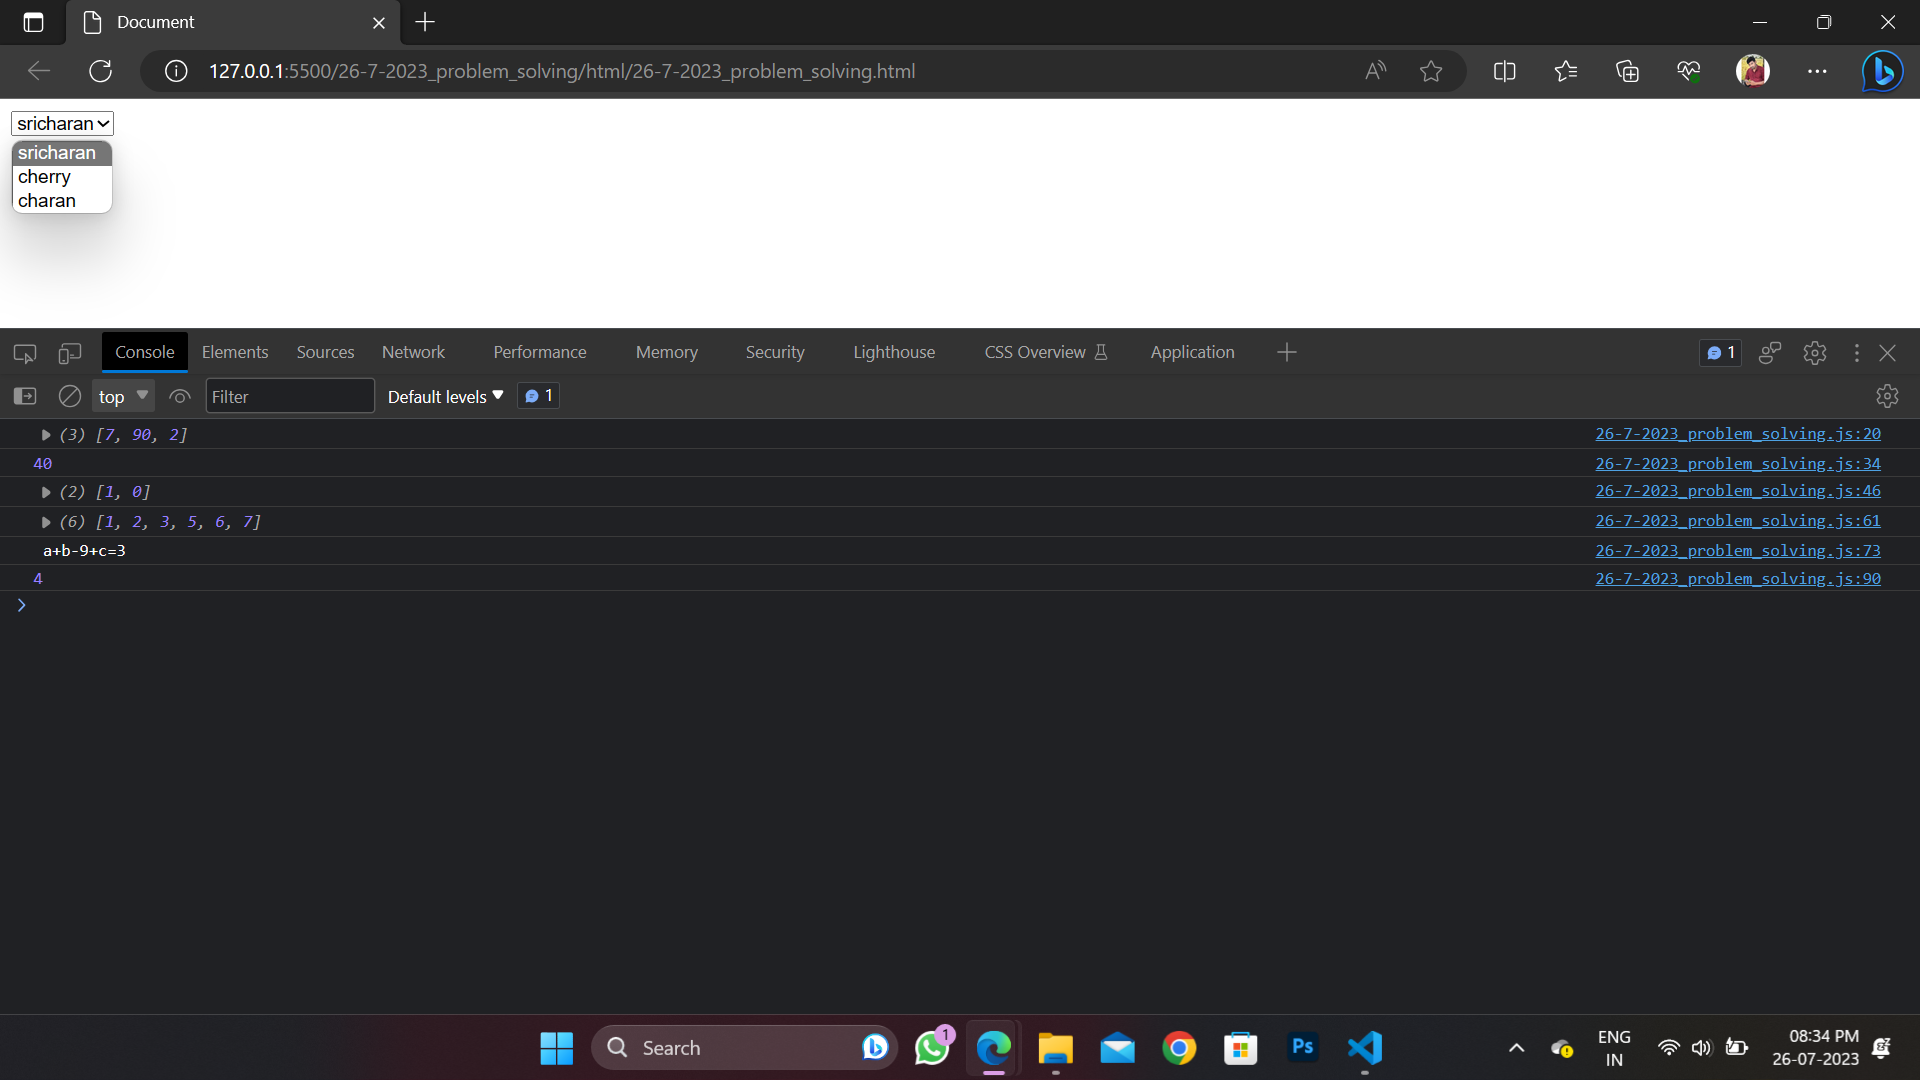 Document
127.0.0.1:5500/26-7-2023_problem_solving/html/26-7-2023_problem_solving.html
sricharan
sricharan
cherry
charan
Console Elements Sources Network Performance Memory Security Lighthouse CSS Overview Application 1
top Filter Default levels 1
(3) [7, 90, 2] 26-7-2023_problem_solving.js:20
40 26-7-2023_problem_solving.js:34
(2) [1, 0] 26-7-2023_problem_solving.js:46
(6) [1, 2, 3, 5, 6, 7] 26-7-2023_problem_solving.js:61
a+b-9+c=3 26-7-2023_problem_solving.js:73
4 26-7-2023_problem_solving.js:90
Search 1 Ps
ENG
IN
08:34 PM
26-07-2023